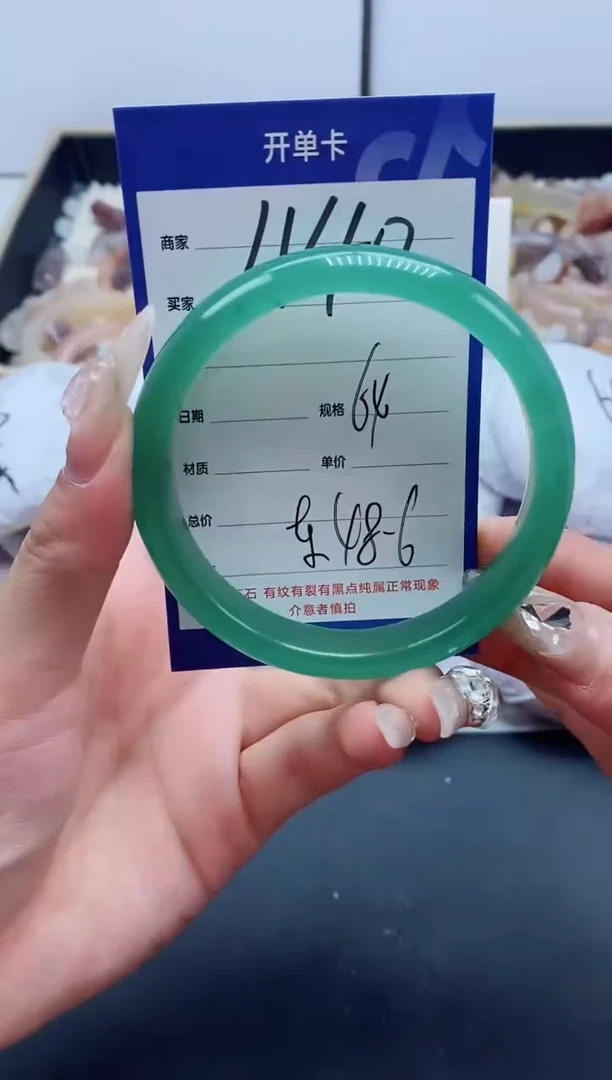 开单卡
商家
买家
日期 规格 64
材质 单价
总价 48-6
石 有纹有裂有黑点纯属正常现象
介意者慎拍